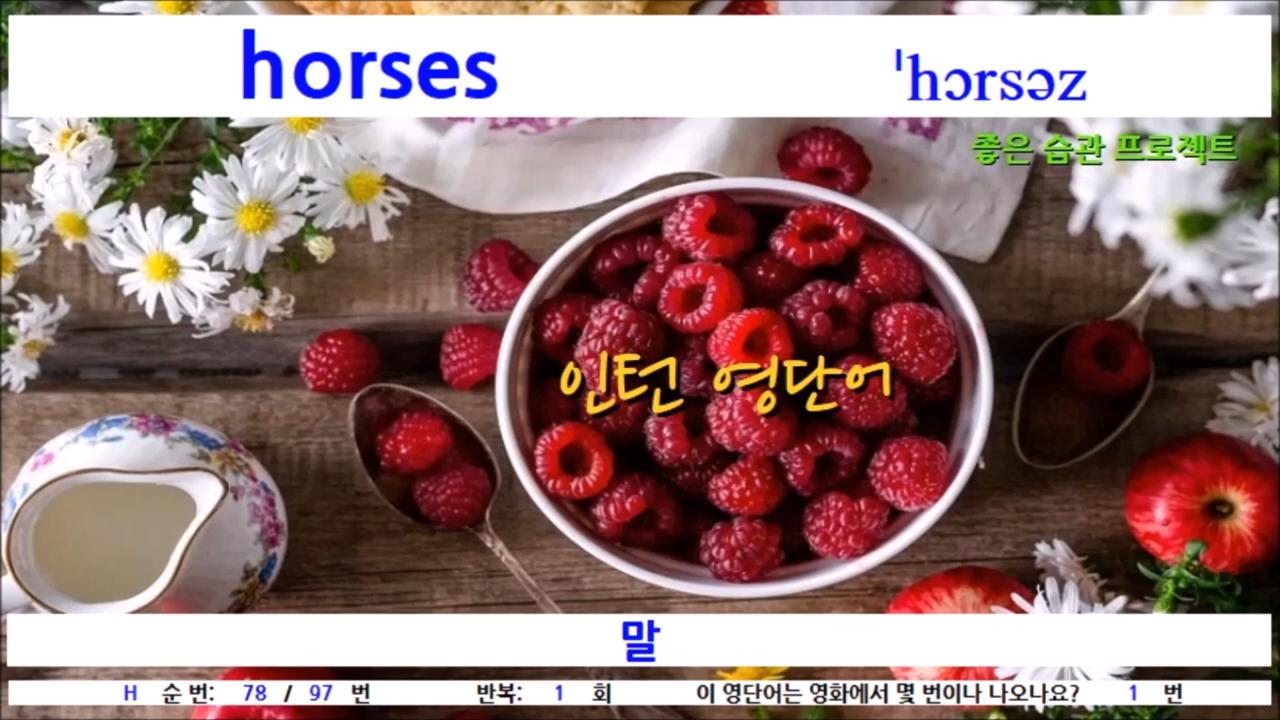 horses ˈhɔrsəz
좋은 습관 프로젝트
인턴 영단어
말
H 순 번: 78 / 97 번 반복: 1 회 이 영단어는 영화에서 몇 번이나 나오나요? 1 번